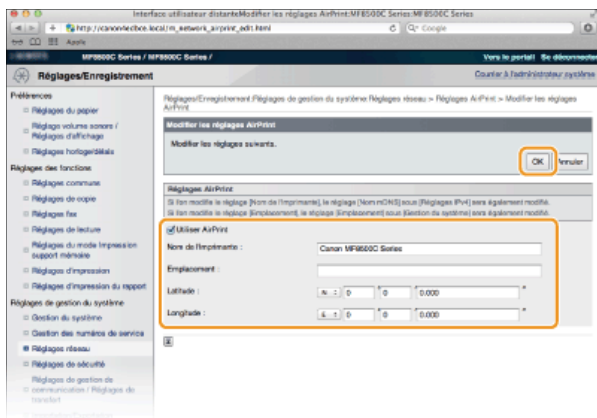 Interface utilisateur distanteModifier les réglages AirPrint:MF8500C Series:MF8500C Series
Google
Apple
MF8500C Series / MF8500C Series /
Vers le portail Se déconnecter
Réglages/Enregistrement
Courrier à l'administrateur système
Préférences
Réglages du papier
Réglage volume sonore /
Réglages d'affichage
Réglages horloge/délais
Réglages des fonctions
Réglages communs
Réglages de copie
Réglages fax
Réglages de lecture
Réglages du mode Impression
support mémoire
Réglages d'impression
Réglages d'impression du rapport
Réglages de gestion du système
Gestion du système
Gestion des numéros de service
Réglages réseau
Réglages de sécurité
Réglages de gestion de
communication / Réglages de
transfert
Réglages/Enregistrement:Réglages de gestion du système:Réglages réseau > Réglages AirPrint > Modifier les réglages
AirPrint
Modifier les réglages AirPrint
Modifier les réglages suivants.
OK Annuler
Réglages AirPrint
Si l'on modifie le réglage [Nom de l'imprimante], le réglage [Nom mDNS] sous [Réglages IPv4] sera également modifié.
Si l'on modifie le réglage [Emplacement], le réglage [Emplacement] sous [Gestion du système] sera également modifié.
Utiliser AirPrint
Nom de l'imprimante : Canon MF8500C Series
Emplacement :
Latitude : N 0 ° 0 ' 0.000 "
Longitude : E 0 ° 0 ' 0.000 "